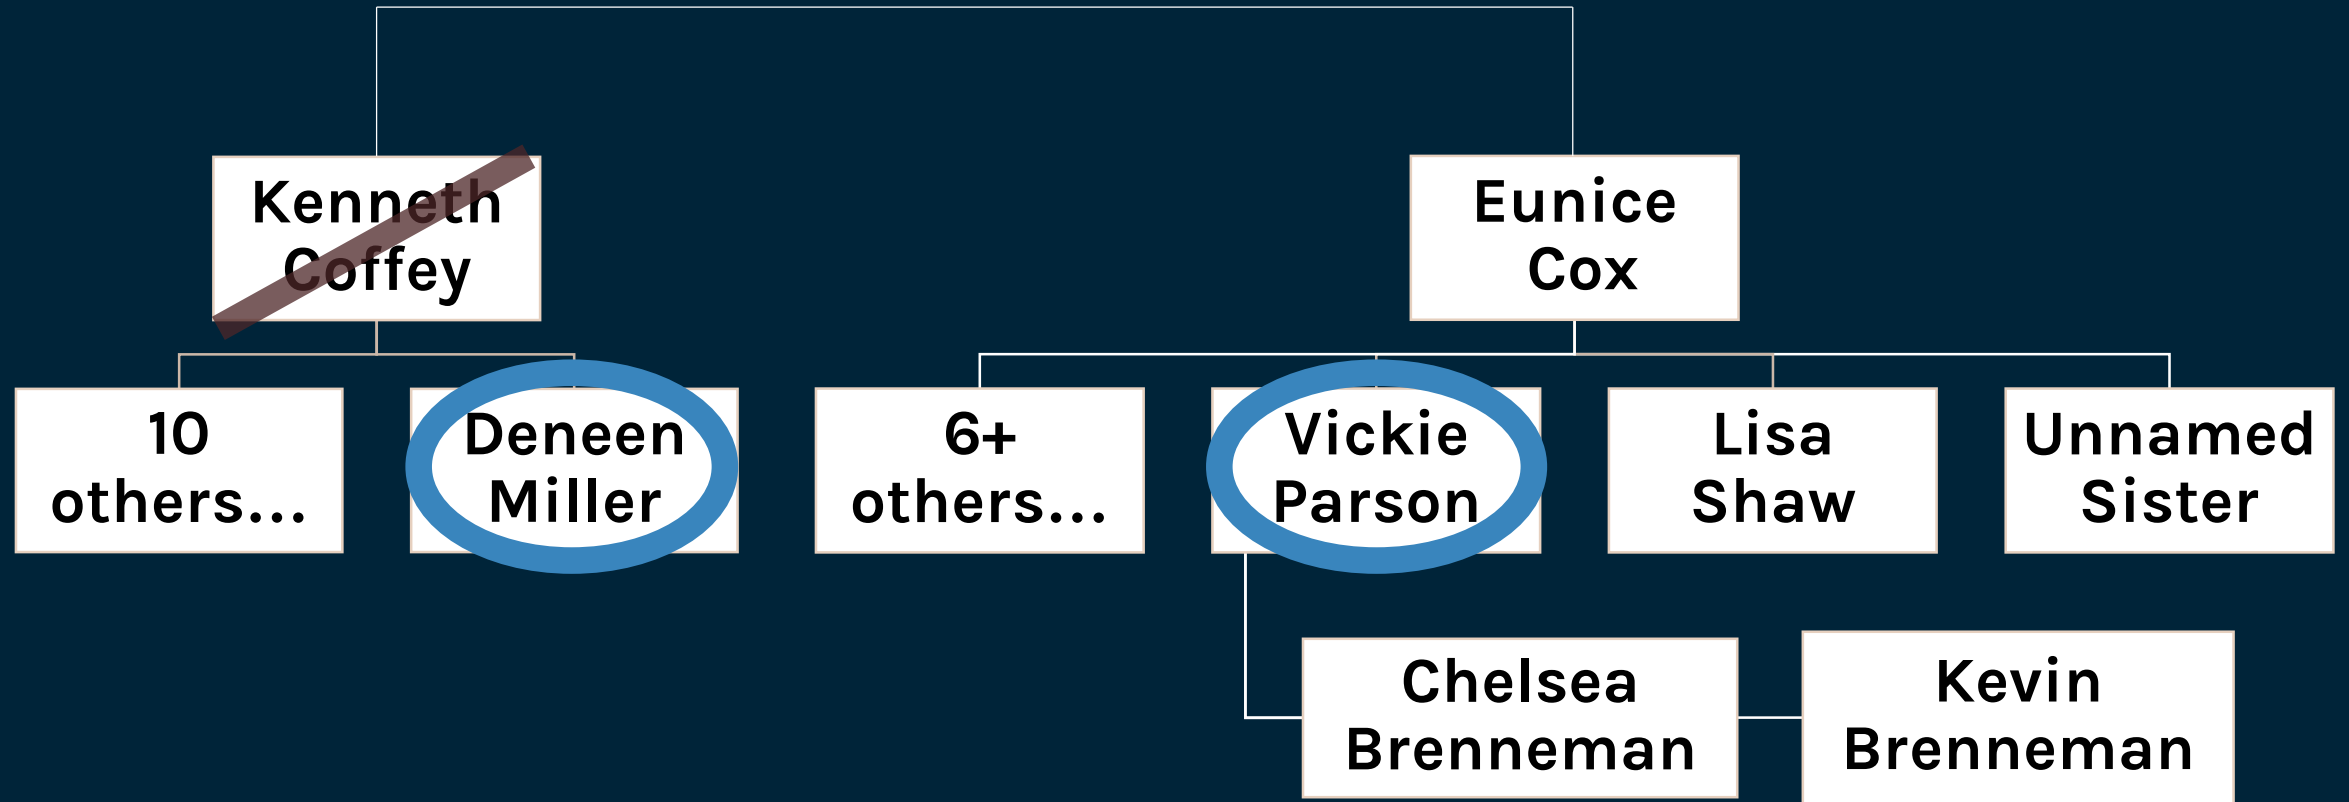 Kenneth
Coffey
Eunice
Cox
10
others...
Deneen
Miller
6+
others...
Vickie
Parson
Lisa
Shaw
Unnamed
Sister
Chelsea
Brenneman
Kevin
Brenneman